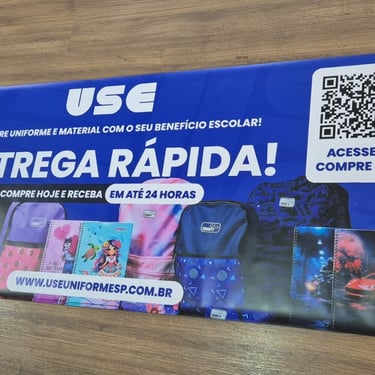 USE
RE UNIFORME E MATERIAL COM O SEU BENEFÍCIO ESCOLAR!
TREGA RÁPIDA!
COMPRE HOJE E RECEBA EM ATÉ 24 HORAS
ACESSE
COMPRE
WWW.USEUNIFORMESP.COM.BR